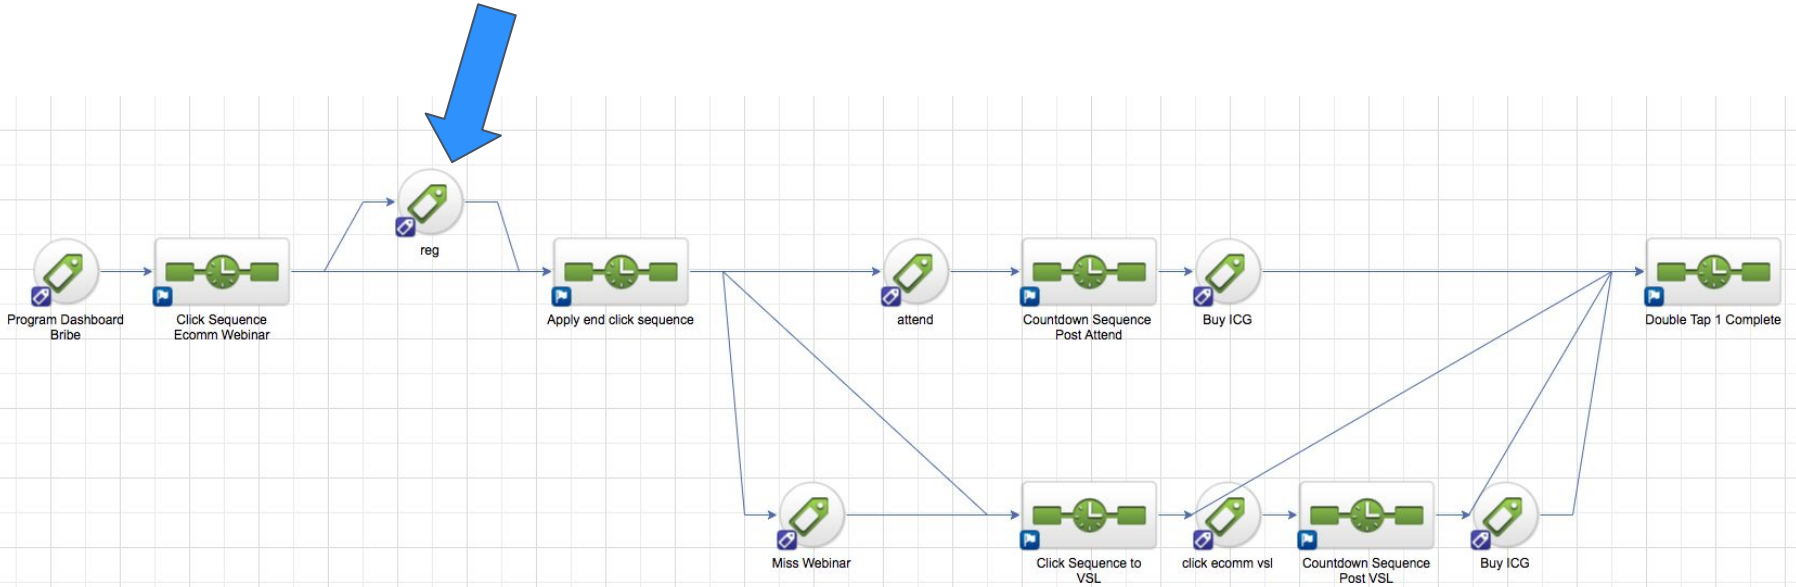 reg
Program Dashboard
Bribe
Click Sequence
Ecomm Webinar
Apply end click sequence
attend
Countdown Sequence
Post Attend
Buy ICG
Double Tap 1 Complete
Miss Webinar
Click Sequence to
VSL
click ecomm vsl
Countdown Sequence
Post VSL
Buy ICG